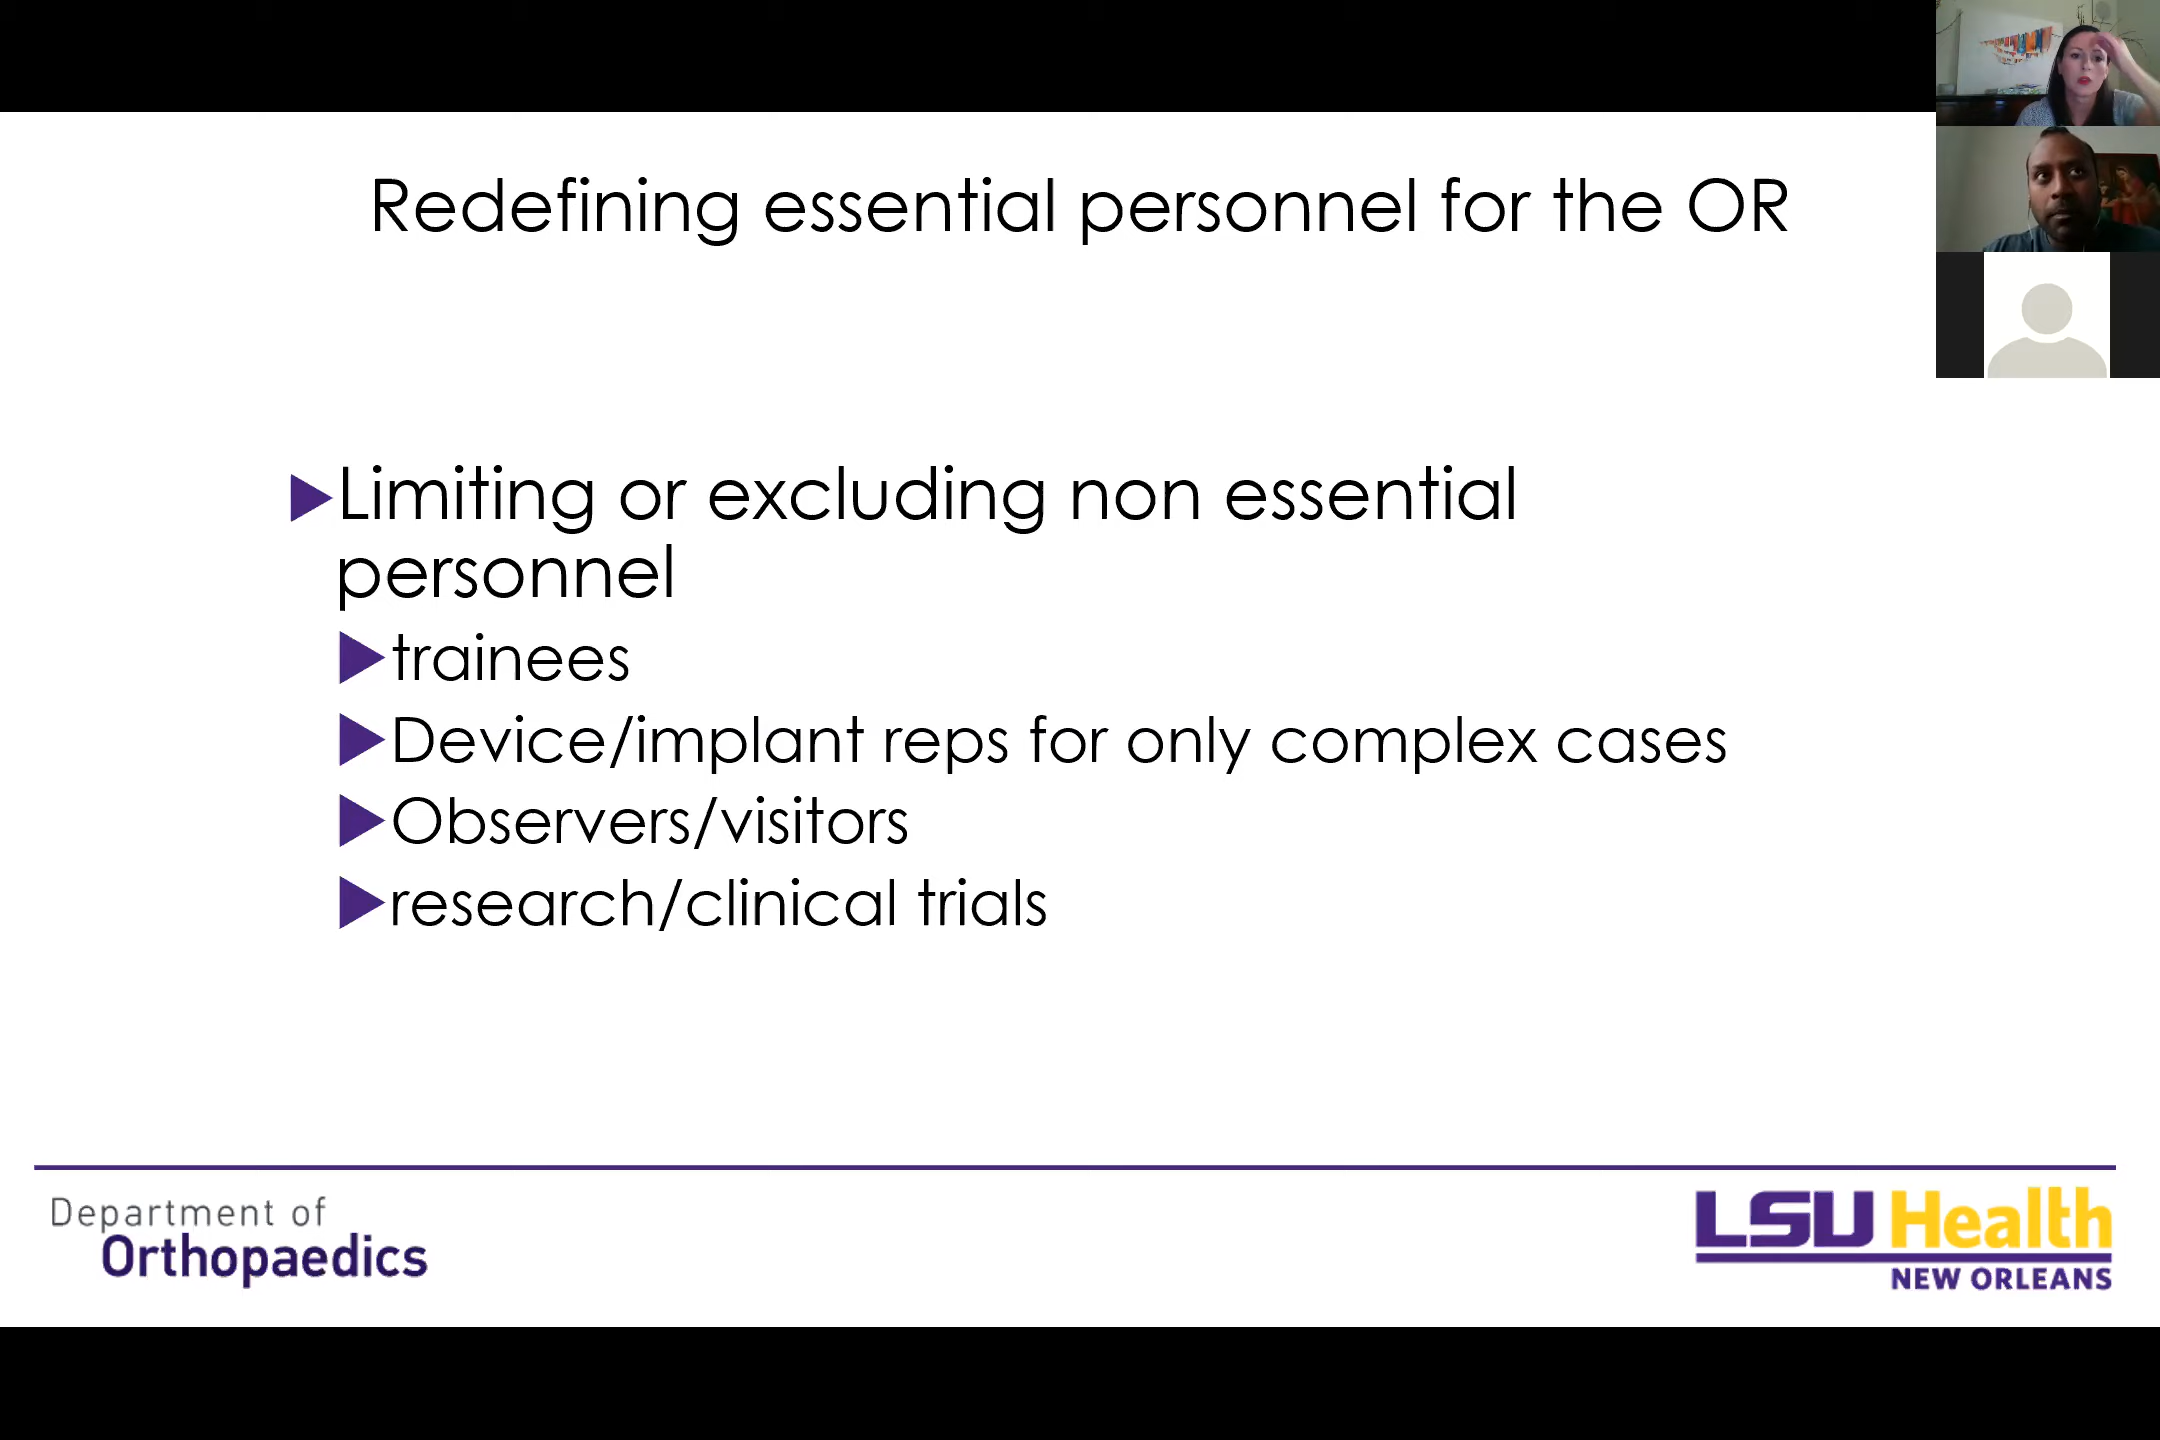 Redefining essential personnel for the OR
Limiting or excluding non essential
personnel
trainees
Device/implant reps for only complex cases
Observers/visitors
research/clinical trials
Department of
Orthopaedics
LSU Health
NEW ORLEANS